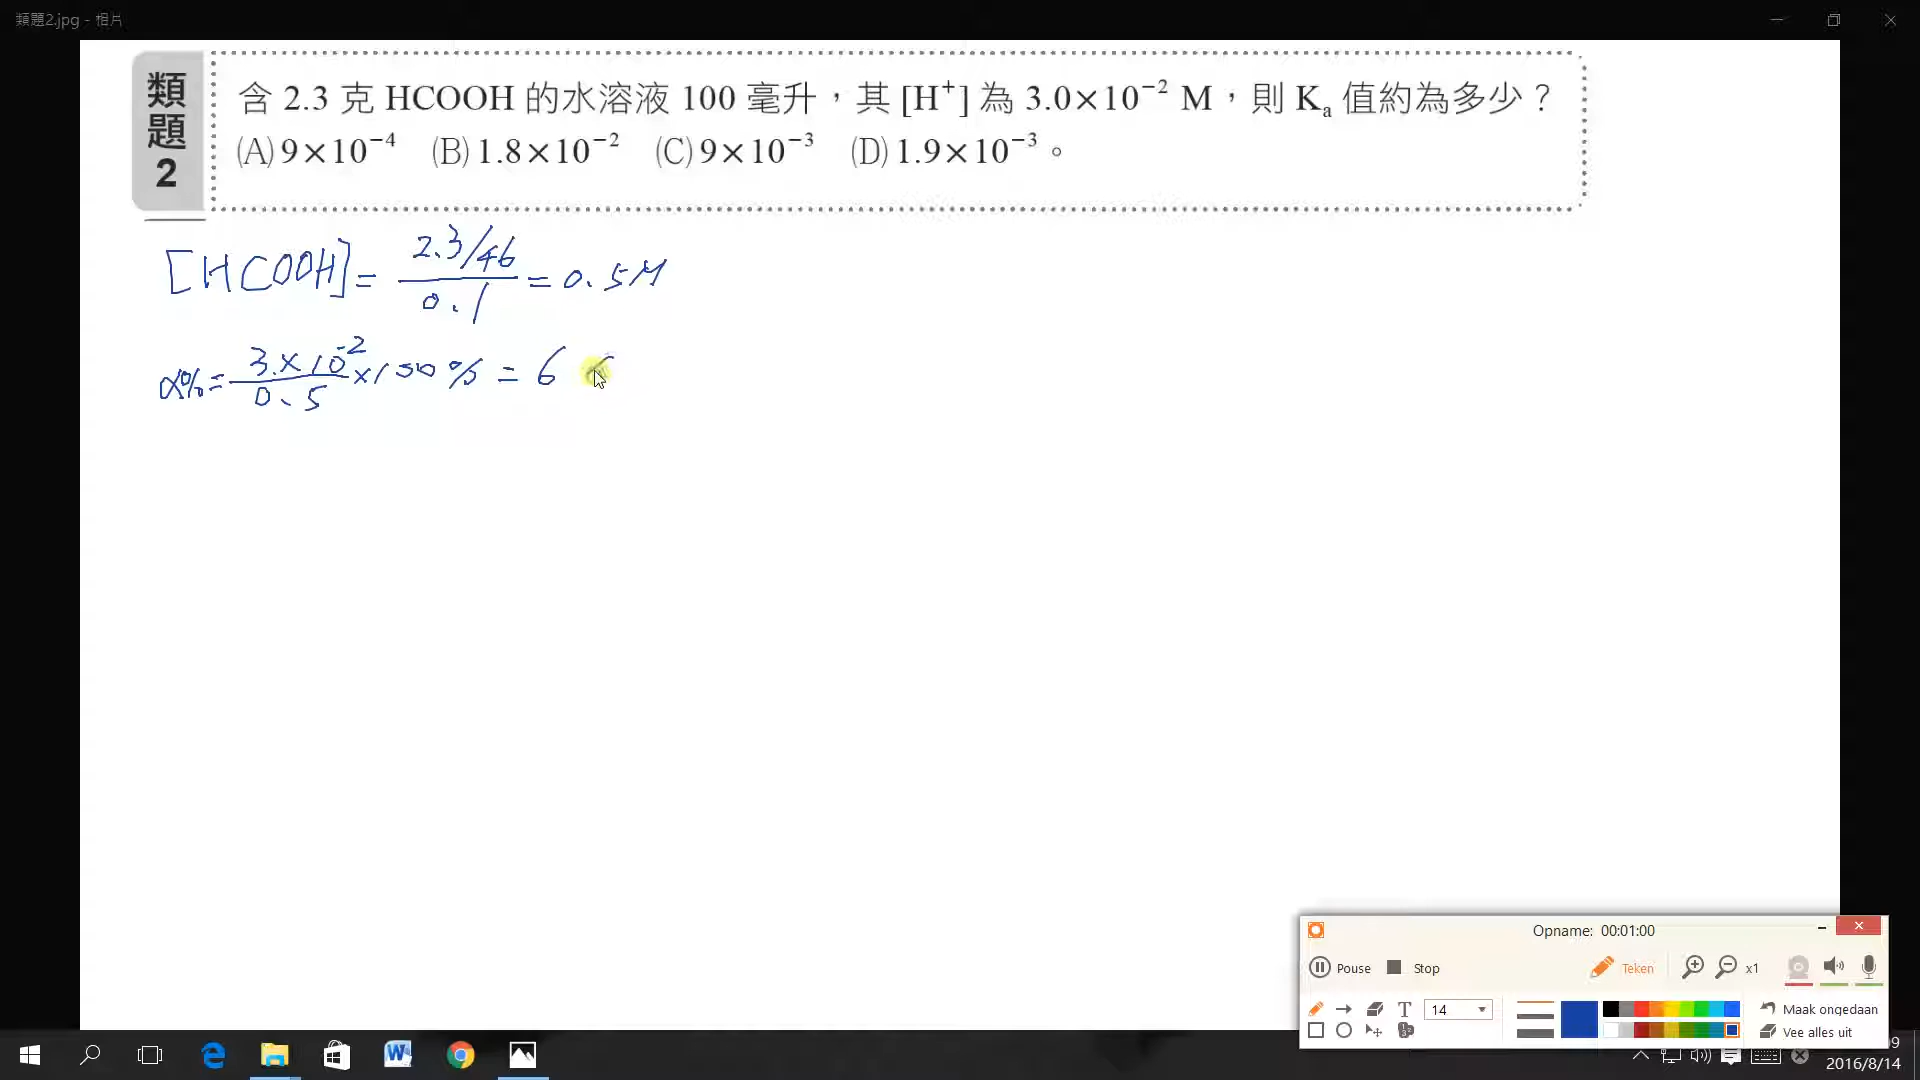 類題2.jpg - 相片
類題2
含 2.3 克 HCOOH 的水溶液 100 毫升，其 [H⁺] 為 3.0×10⁻² M，則 Kₐ 值約為多少？
(A) 9×10⁻⁴ (B) 1.8×10⁻² (C) 9×10⁻³ (D) 1.9×10⁻³。
[HCOOH] = 2.3/46 / 0.1 = 0.5M
α% = 3.×10⁻² / 0.5 ×100% = 6
Opname: 00:01:00
Pouse Stop Teken x1
T 14 Maak ongedaan
Vee alles uit
2016/8/14